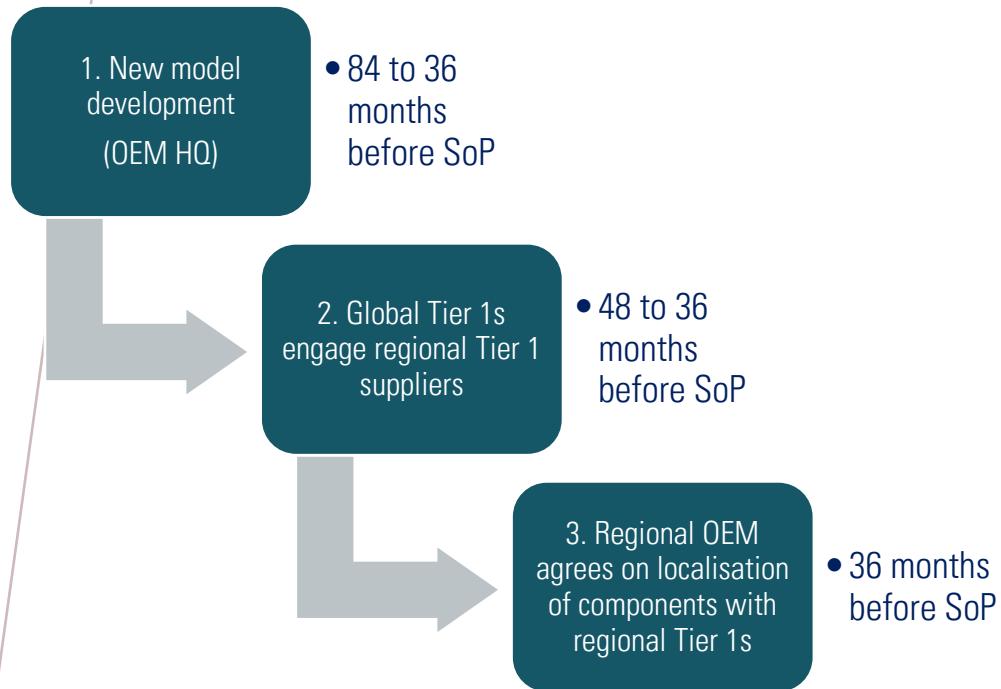 1. New model
development
(OEM HQ)
• 84 to 36
months
before SoP
2. Global Tier 1s
engage regional Tier 1
suppliers
• 48 to 36
months
before SoP
3. Regional OEM
agrees on localisation
of components with
regional Tier 1s
• 36 months
before SoP